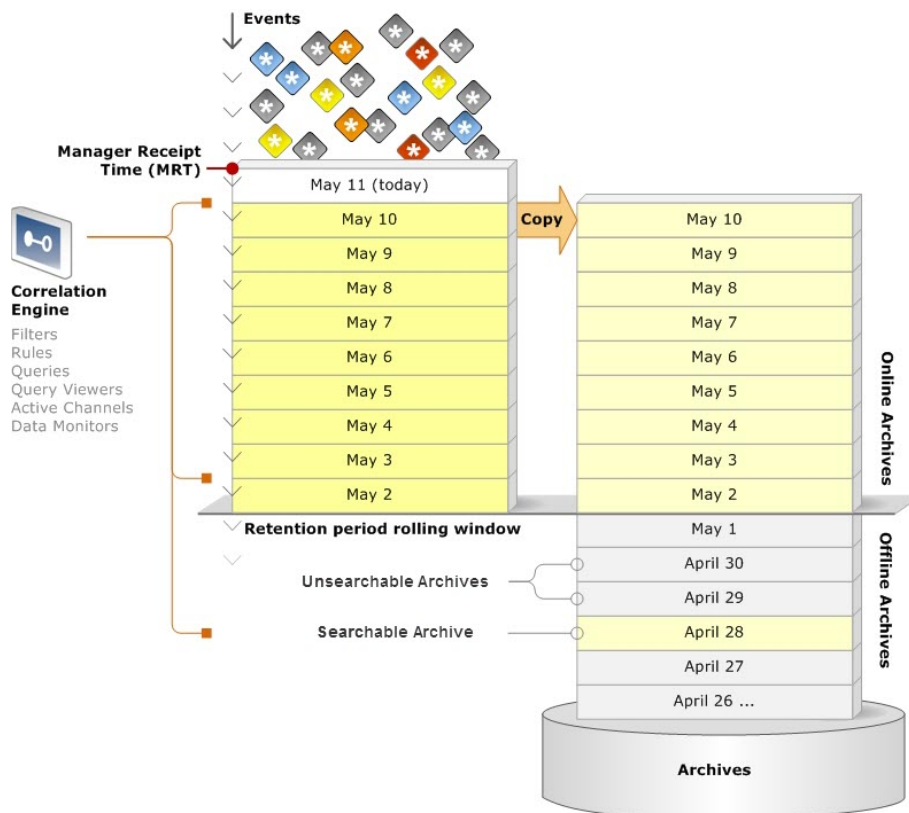 Events
Manager Receipt
Time (MRT)
May 11 (today)
May 10
May 9
May 8
May 7
May 6
May 5
May 4
May 3
May 2
Copy
Correlation
Engine
Filters
Rules
Queries
Query Viewers
Active Channels
Data Monitors
Retention period rolling window
May 10
May 9
May 8
May 7
May 6
May 5
May 4
May 3
May 2
May 1
April 30
April 29
April 28
April 27
April 26 ...
Online Archives
Offline Archives
Unsearchable Archives
Searchable Archive
Archives